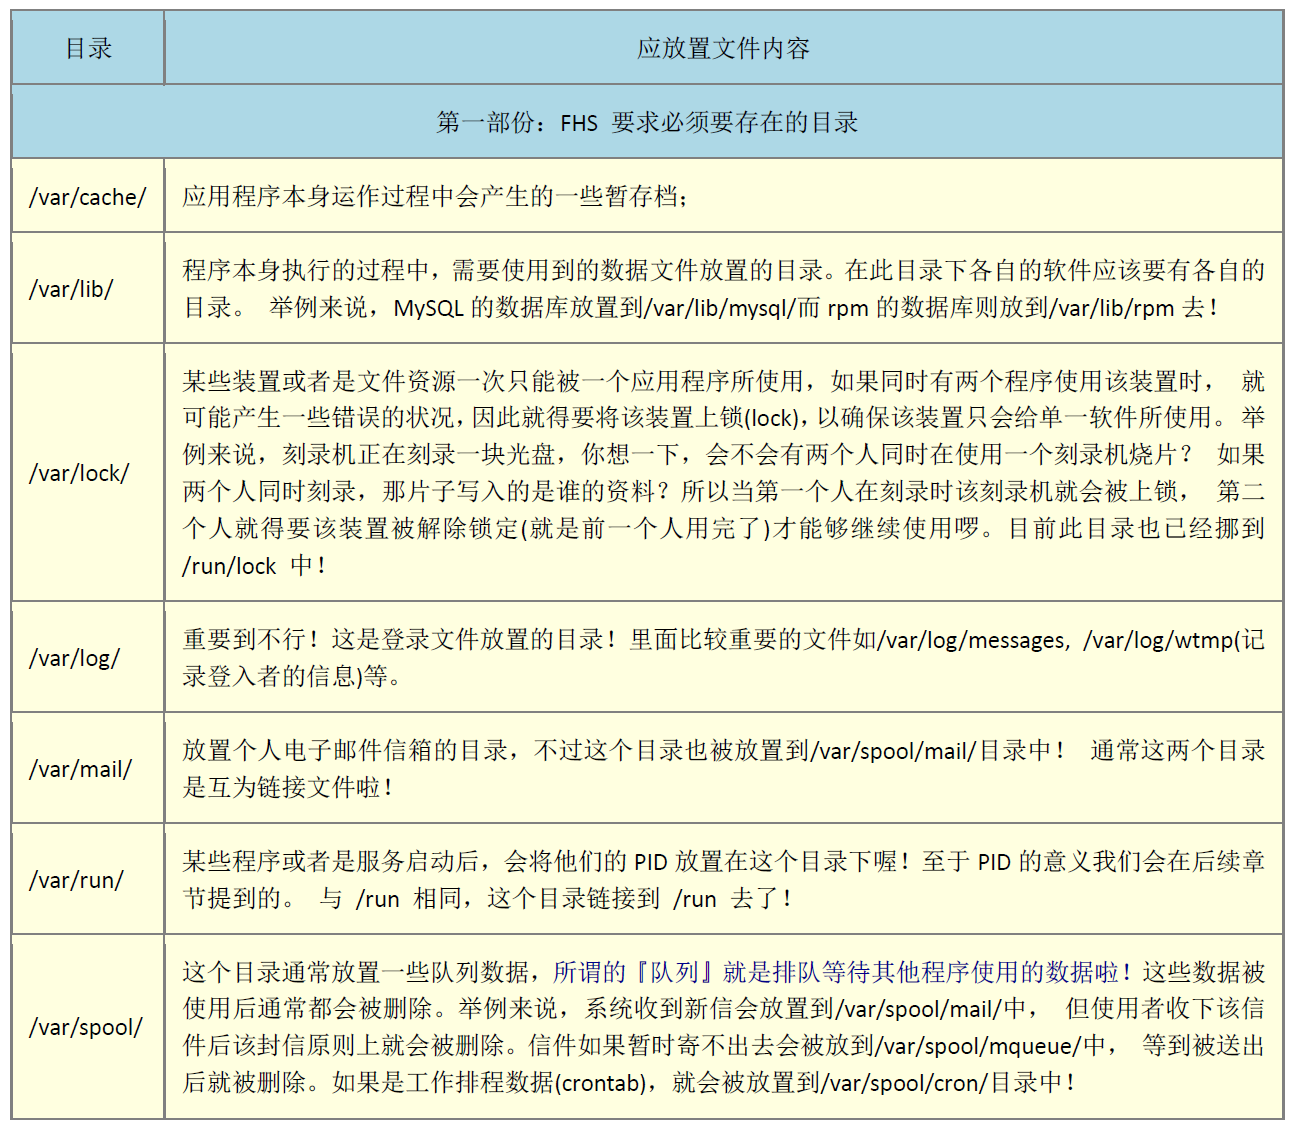 目录
应放置文件内容
第一部份：FHS 要求必须要存在的目录
/var/cache/
应用程序本身运作过程中会产生的一些暂存档；
/var/lib/
程序本身执行的过程中，需要使用到的数据文件放置的目录。在此目录下各自的软件应该要有各自的
目录。 举例来说，MySQL 的数据库放置到/var/lib/mysql/而 rpm 的数据库则放到/var/lib/rpm 去！
/var/lock/
某些装置或者是文件资源一次只能被一个应用程序所使用，如果同时有两个程序使用该装置时， 就
可能产生一些错误的状况，因此就得要将该装置上锁(lock)，以确保该装置只会给单一软件所使用。 举
例来说，刻录机正在刻录一块光盘，你想一下，会不会有两个人同时在使用一个刻录机烧片？ 如果
两个人同时刻录，那片子写入的是谁的资料？所以当第一个人在刻录时该刻录机就会被上锁， 第二
个人就得要该装置被解除锁定(就是前一个人用完了)才能够继续使用啰。目前此目录也已经挪到
/run/lock 中！
/var/log/
重要到不行！这是登录文件放置的目录！里面比较重要的文件如/var/log/messages, /var/log/wtmp(记
录登入者的信息)等。
/var/mail/
放置个人电子邮件信箱的目录，不过这个目录也被放置到/var/spool/mail/目录中！ 通常这两个目录
是互为链接文件啦！
/var/run/
某些程序或者是服务启动后，会将他们的 PID 放置在这个目录下喔！至于 PID 的意义我们会在后续章
节提到的。 与 /run 相同，这个目录链接到 /run 去了！
/var/spool/
这个目录通常放置一些队列数据，所谓的『队列』就是排队等待其他程序使用的数据啦！这些数据被
使用后通常都会被删除。举例来说，系统收到新信会放置到/var/spool/mail/中， 但使用者收下该信
件后该封信原则上就会被删除。信件如果暂时寄不出去会被放到/var/spool/mqueue/中， 等到被送出
后就被删除。如果是工作排程数据(crontab)，就会被放置到/var/spool/cron/目录中！